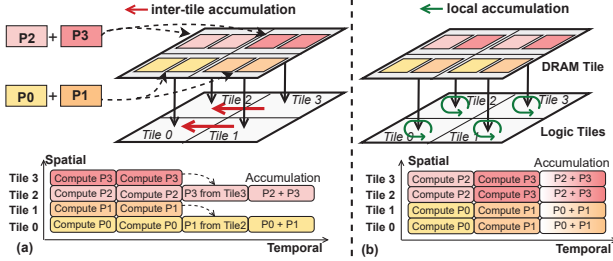 inter-tile accumulation
P2 + P3
P0 + P1
Tile 2
Tile 3
Tile 0
Tile 1
Spatial
Accumulation
Tile 3 Compute P3 Compute P3
Tile 2 Compute P2 Compute P2 P3 from Tile3 P2 + P3
Tile 1 Compute P1 Compute P1
Tile 0 Compute P0 Compute P0 P1 from Tile2 P0 + P1
(a)
Temporal
local accumulation
DRAM Tile
Tile 2
Tile 3
Tile 0
Tile 1
Logic Tiles
Spatial
Accumulation
Tile 3 Compute P2 Compute P3 P2 + P3
Tile 2 Compute P2 Compute P3 P2 + P3
Tile 1 Compute P0 Compute P1 P0 + P1
Tile 0 Compute P0 Compute P1 P0 + P1
(b)
Temporal